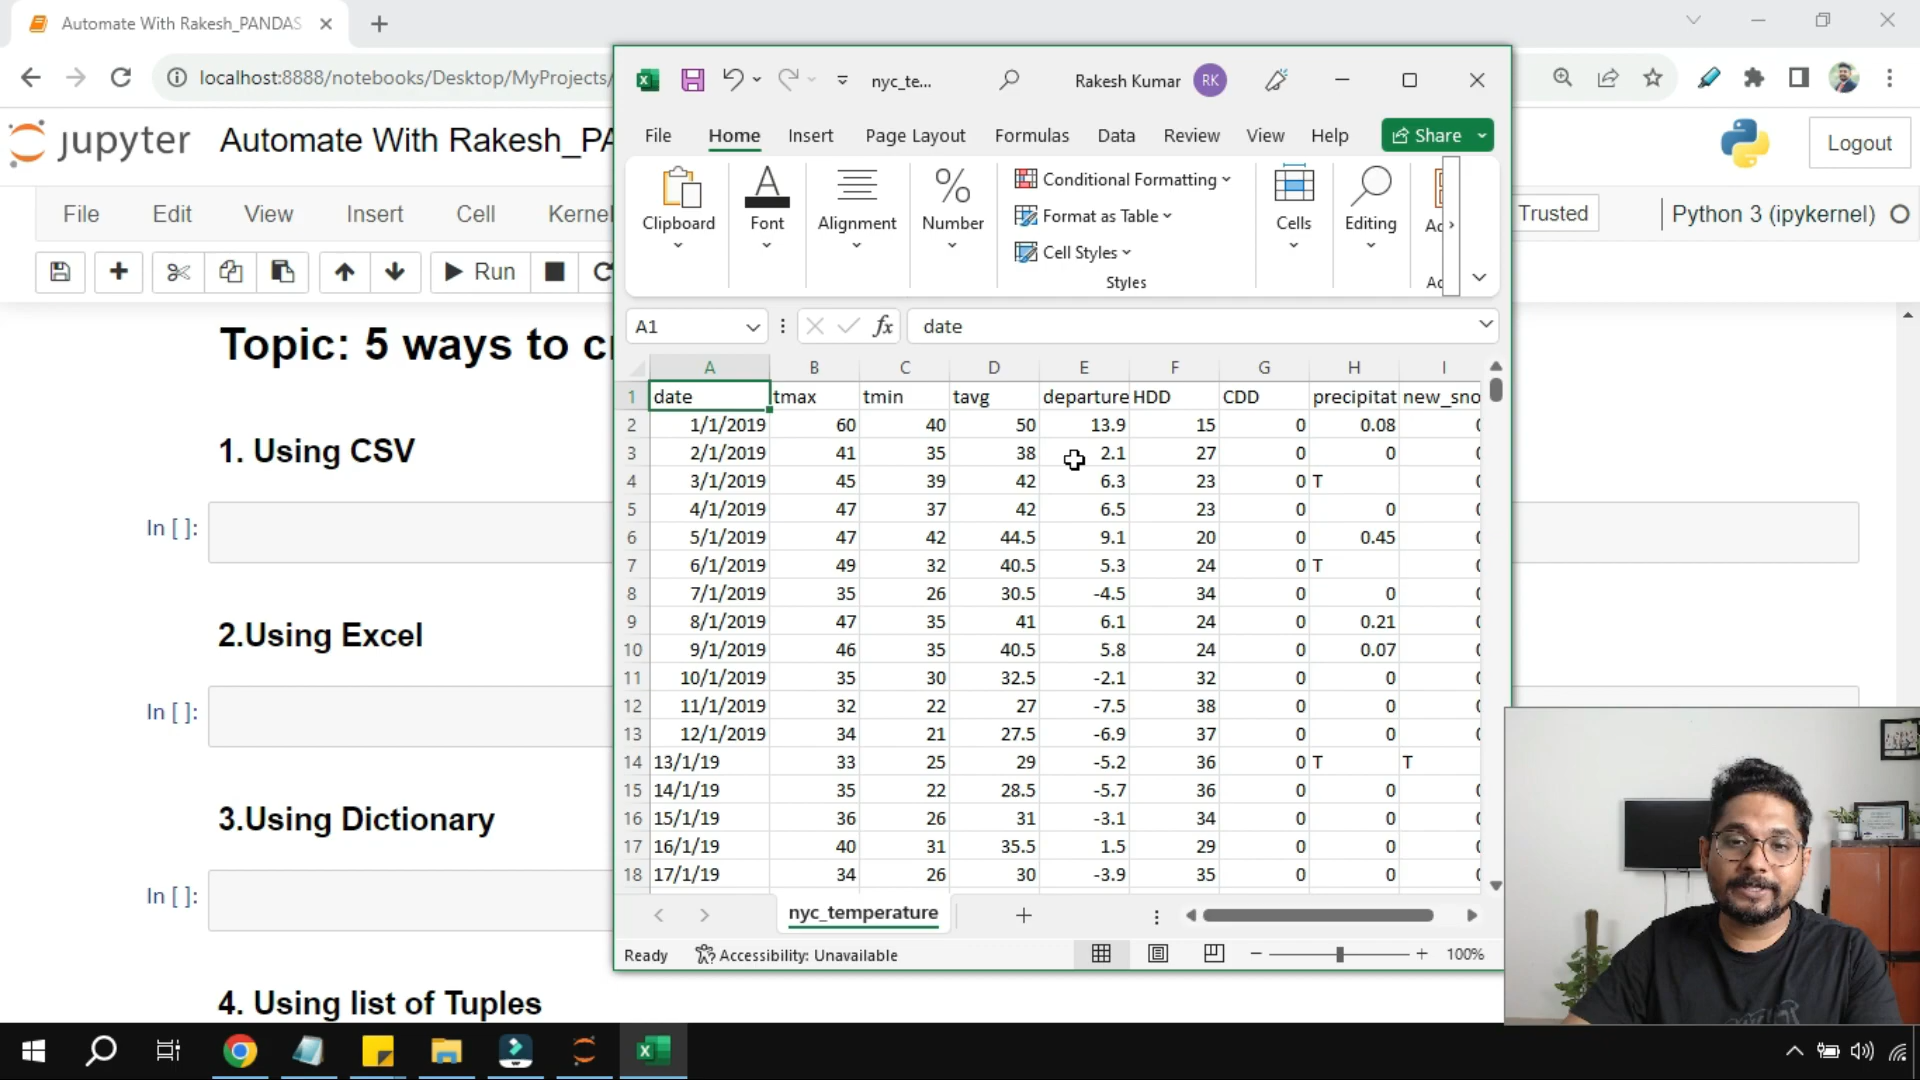 Automate With Rakesh_PANDAS
localhost:8888/notebooks/Desktop/MyProjects/
jupyter Automate With Rakesh_PA
Logout
File Edit View Insert Cell Kernel
Trusted
Python 3 (ipykernel)
Run
Topic: 5 ways to c
1. Using CSV
In [ ]:
2.Using Excel
In [ ]:
3.Using Dictionary
In [ ]:
4. Using list of Tuples
nyc_te... Rakesh Kumar RK
File Home Insert Page Layout Formulas Data Review View Help Share
Clipboard Font Alignment Number
Conditional Formatting
Format as Table
Cell Styles
Styles
Cells Editing
A1 fx date
A B C D E F G H I
1 date tmax tmin tavg departure HDD CDD precipitat new_sno
2 1/1/2019 60 40 50 13.9 15 0 0.08
3 2/1/2019 41 35 38 2.1 27 0 0
4 3/1/2019 45 39 42 6.3 23 0 T
5 4/1/2019 47 37 42 6.5 23 0 0
6 5/1/2019 47 42 44.5 9.1 20 0 0.45
7 6/1/2019 49 32 40.5 5.3 24 0 T
8 7/1/2019 35 26 30.5 -4.5 34 0 0
9 8/1/2019 47 35 41 6.1 24 0 0.21
10 9/1/2019 46 35 40.5 5.8 24 0 0.07
11 10/1/2019 35 30 32.5 -2.1 32 0 0
12 11/1/2019 32 22 27 -7.5 38 0 0
13 12/1/2019 34 21 27.5 -6.9 37 0 0
14 13/1/19 33 25 29 -5.2 36 0 T T
15 14/1/19 35 22 28.5 -5.7 36 0 0
16 15/1/19 36 26 31 -3.1 34 0 0
17 16/1/19 40 31 35.5 1.5 29 0 0
18 17/1/19 34 26 30 -3.9 35 0 0
nyc_temperature
Ready Accessibility: Unavailable 100%